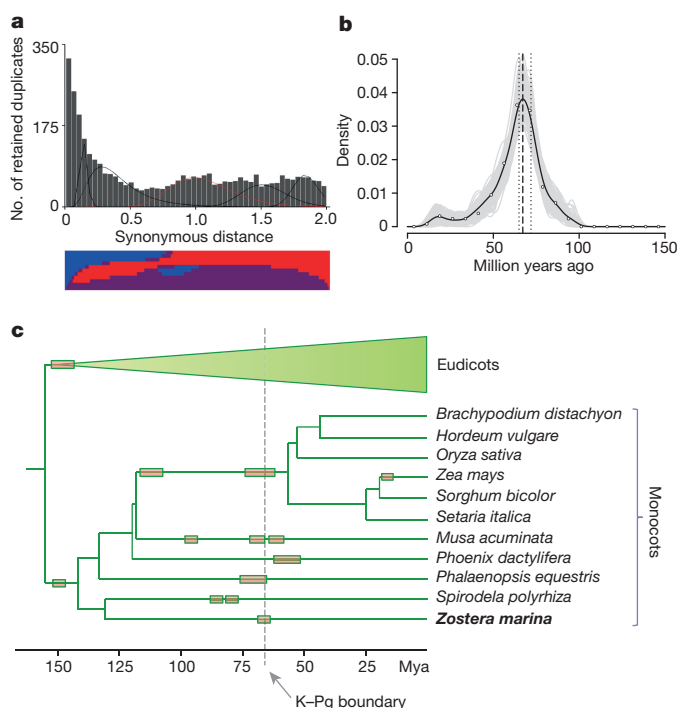 a
No. of retained duplicates
350
175
0
0 0.5 1.0 1.5 2.0
Synonymous distance
b
Density
0.05
0.04
0.03
0.02
0.01
0
0 50 100 150
Million years ago
c
Eudicots
Brachypodium distachyon
Hordeum vulgare
Oryza sativa
Zea mays
Sorghum bicolor
Setaria italica
Musa acuminata
Phoenix dactylifera
Phalaenopsis equestris
Spirodela polyrhiza
Zostera marina
Monocots
150 125 100 75 50 25 Mya
K–Pg boundary